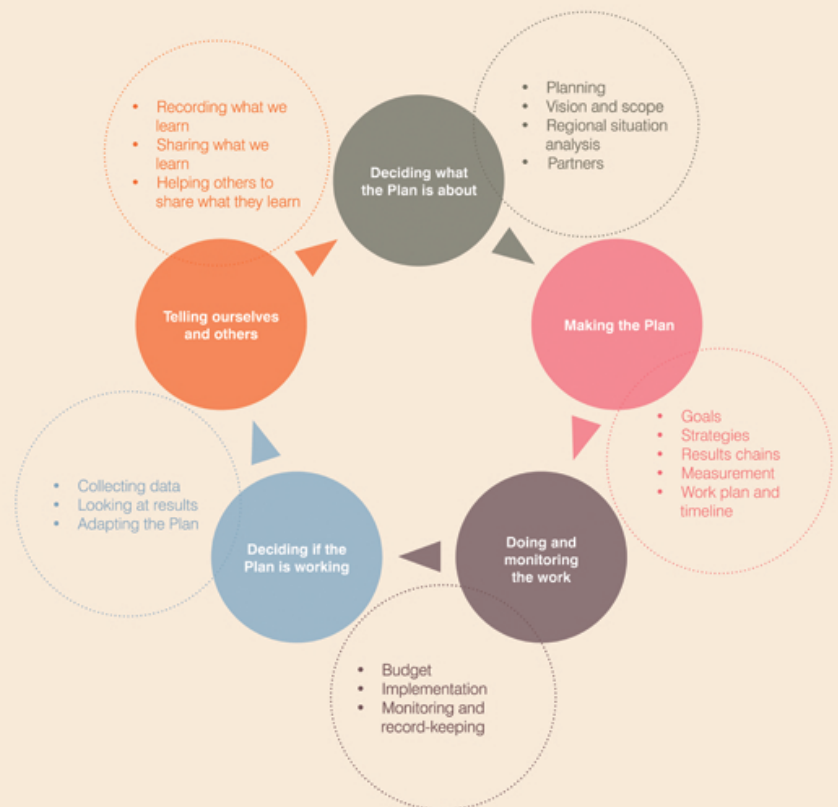 Deciding what
the Plan is about
• Planning
• Vision and scope
• Regional situation
analysis
• Partners
Making the Plan
• Goals
• Strategies
• Results chains
• Measurement
• Work plan and
timeline
Doing and
monitoring
the work
• Budget
• Implementation
• Monitoring and
record-keeping
Deciding if the
Plan is working
• Collecting data
• Looking at results
• Adapting the Plan
Telling ourselves
and others
• Recording what we
learn
• Sharing what we
learn
• Helping others to
share what they learn